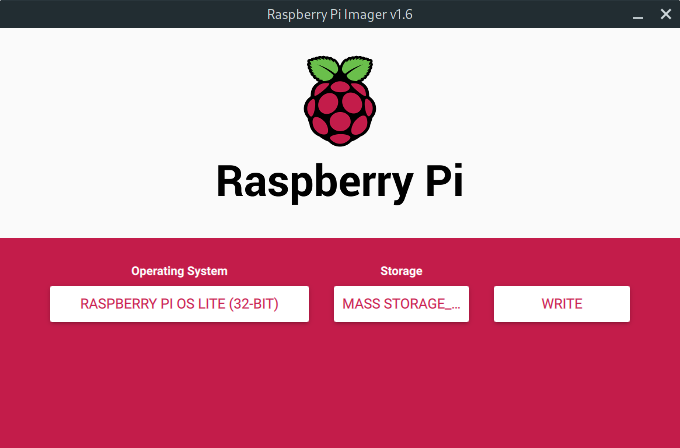 Raspberry Pi Imager v1.6
Raspberry Pi
Operating System
Storage
RASPBERRY PI OS LITE (32-BIT)
MASS STORAGE_...
WRITE